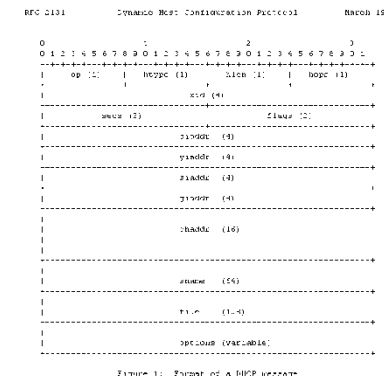 RFC 2131 Dynamic Host Configuration Protocol March 19
0 1 2 3
0 1 2 3 4 5 6 7 8 9 0 1 2 3 4 5 6 7 8 9 0 1 2 3 4 5 6 7 8 9 0 1
op (1) | htype (1) | hlen (1) | hops (1)
xid (4)
secs (2) | flags (2)
ciaddr (4)
yiaddr (4)
siaddr (4)
giaddr (4)
chaddr (16)
sname (64)
file (128)
options (variable)
Figure 1: Format of a DHCP message